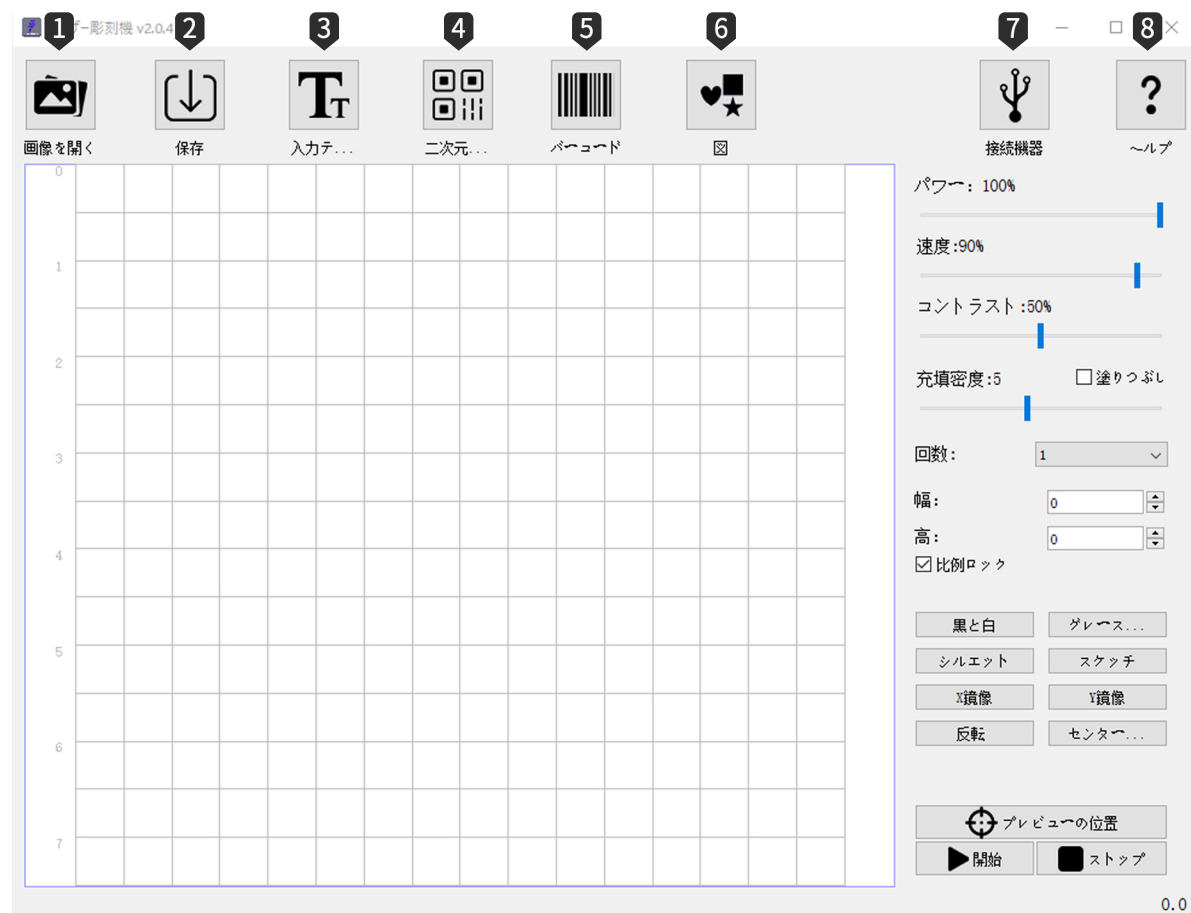 1 2 3 4 5 6 7 8
ザー彫刻機 v2.0.4
画像を開く 保存 入力テ... 二次元... バーコード 図 接続機器 ヘルプ
パワー: 100%
速度:90%
コントラスト:50%
充填密度:5 塗りつぶし
回数: 1
幅: 0
高: 0
比例ロック
黒と白 グレース...
シルエット スケッチ
X鏡像 Y鏡像
反転 センター...
プレビューの位置
開始 ストップ
0
1
2
3
4
5
6
7
0.0